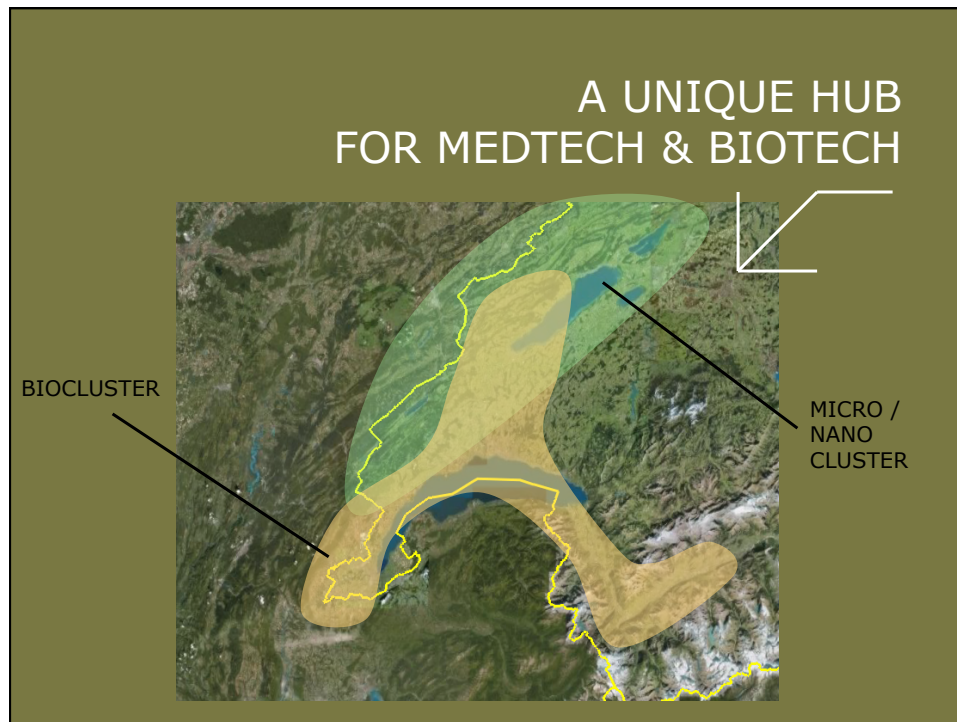 A UNIQUE HUB
FOR MEDTECH & BIOTECH
BIOCLUSTER
MICRO /
NANO
CLUSTER